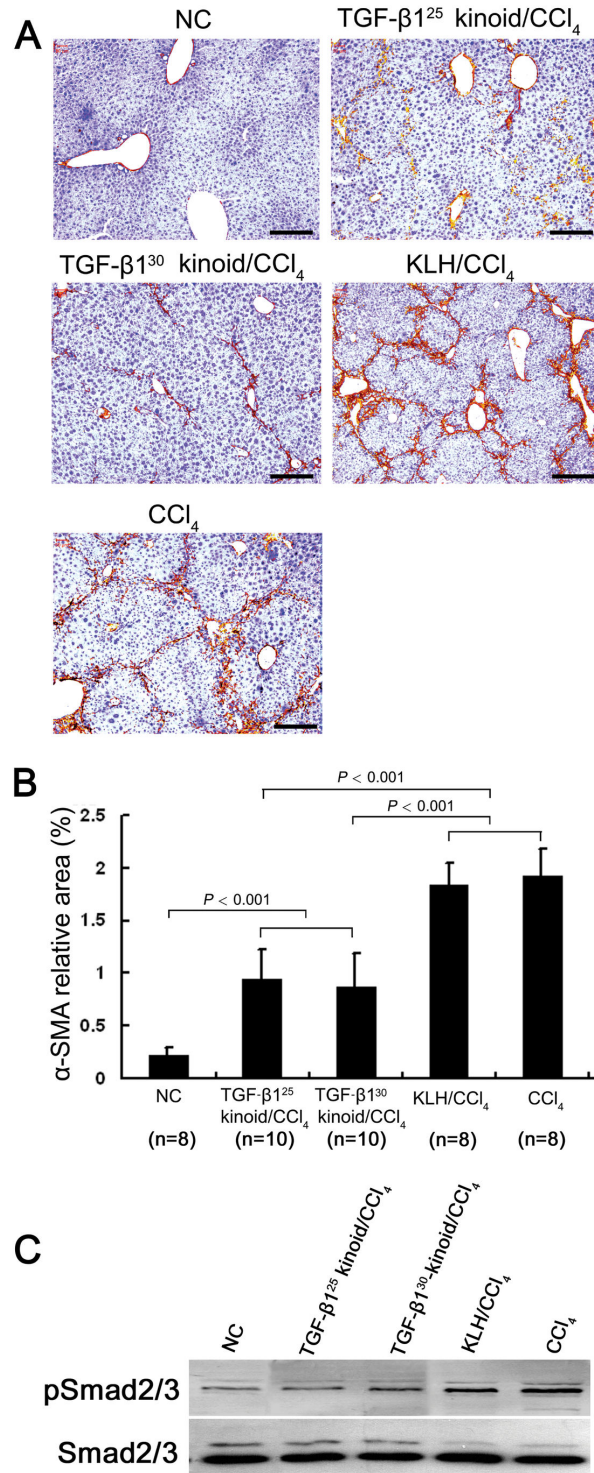 A
NC
TGF-β1²⁵ kinoid/CCl₄
TGF-β1³⁰ kinoid/CCl₄
KLH/CCl₄
CCl₄
B
P < 0.001
P < 0.001
P < 0.001
α-SMA relative area (%)
2.5
2
1.5
1
0.5
0
NC
(n=8)
TGF-β1²⁵
kinoid/CCl₄
(n=10)
TGF-β1³⁰
kinoid/CCl₄
(n=10)
KLH/CCl₄
(n=8)
CCl₄
(n=8)
C
NC
TGF-β1²⁵ kinoid/CCl₄
TGF-β1³⁰-kinoid/CCl₄
KLH/CCl₄
CCl₄
pSmad2/3
Smad2/3